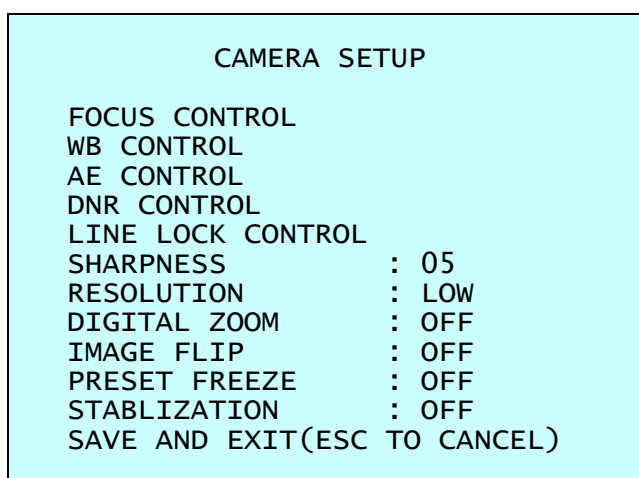 CAMERA SETUP
FOCUS CONTROL
WB CONTROL
AE CONTROL
DNR CONTROL
LINE LOCK CONTROL
SHARPNESS : 05
RESOLUTION : LOW
DIGITAL ZOOM : OFF
IMAGE FLIP : OFF
PRESET FREEZE : OFF
STABLIZATION : OFF
SAVE AND EXIT(ESC TO CANCEL)